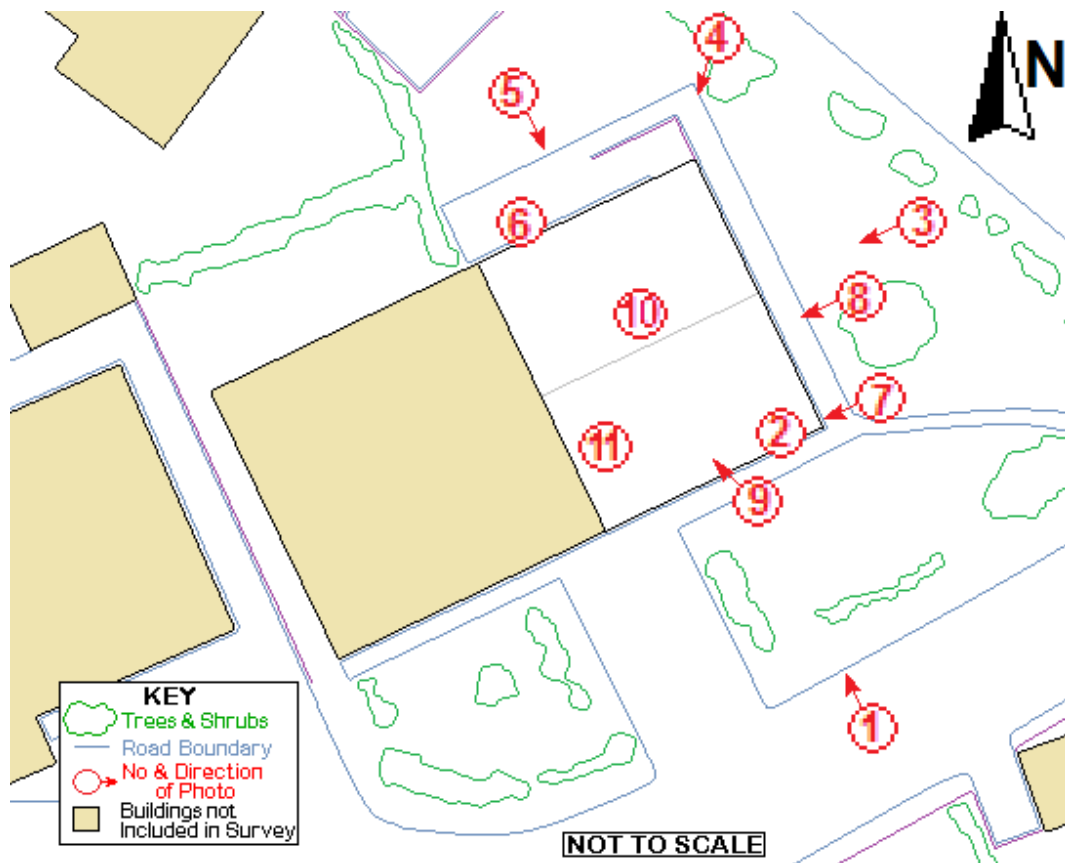 4
N
5
3
6
8
10
7
2
11
9
1
KEY
Trees & Shrubs
Road Boundary
No & Direction
of Photo
Buildings not
Included in Survey
NOT TO SCALE